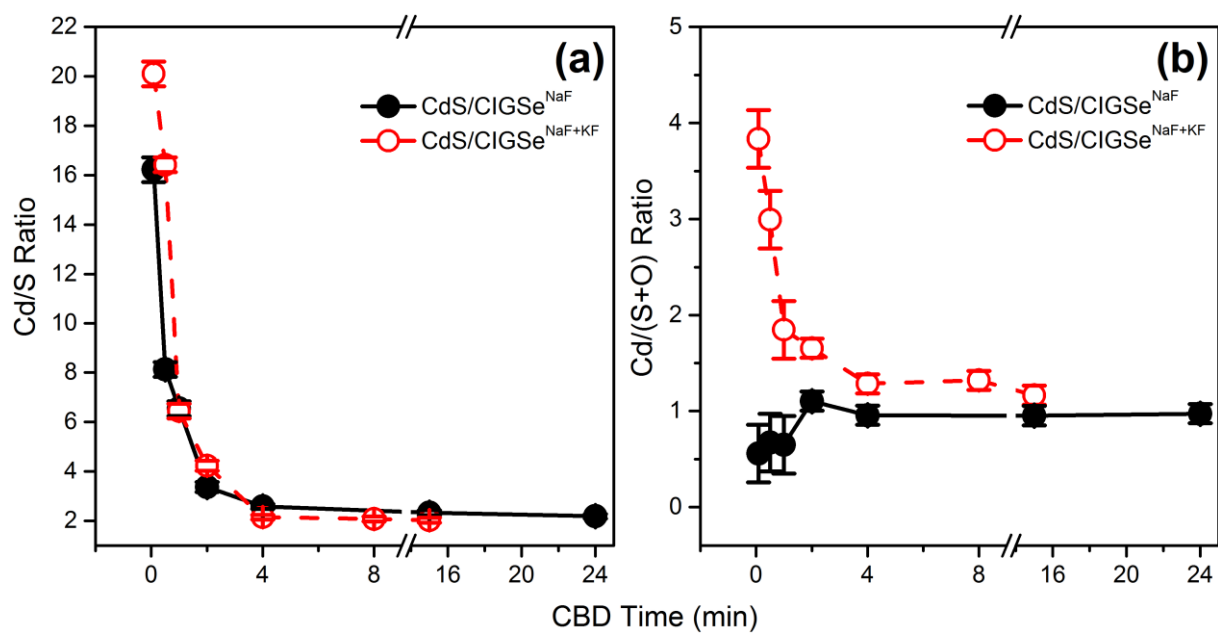 (a)
CdS/CIGSe^NaF
CdS/CIGSe^NaF+KF
Cd/S Ratio
22
20
18
16
14
12
10
8
6
4
2
0 4 8 16 20 24
(b)
CdS/CIGSe^NaF
CdS/CIGSe^NaF+KF
Cd/(S+O) Ratio
5
4
3
2
1
0
0 4 8 16 20 24
CBD Time (min)